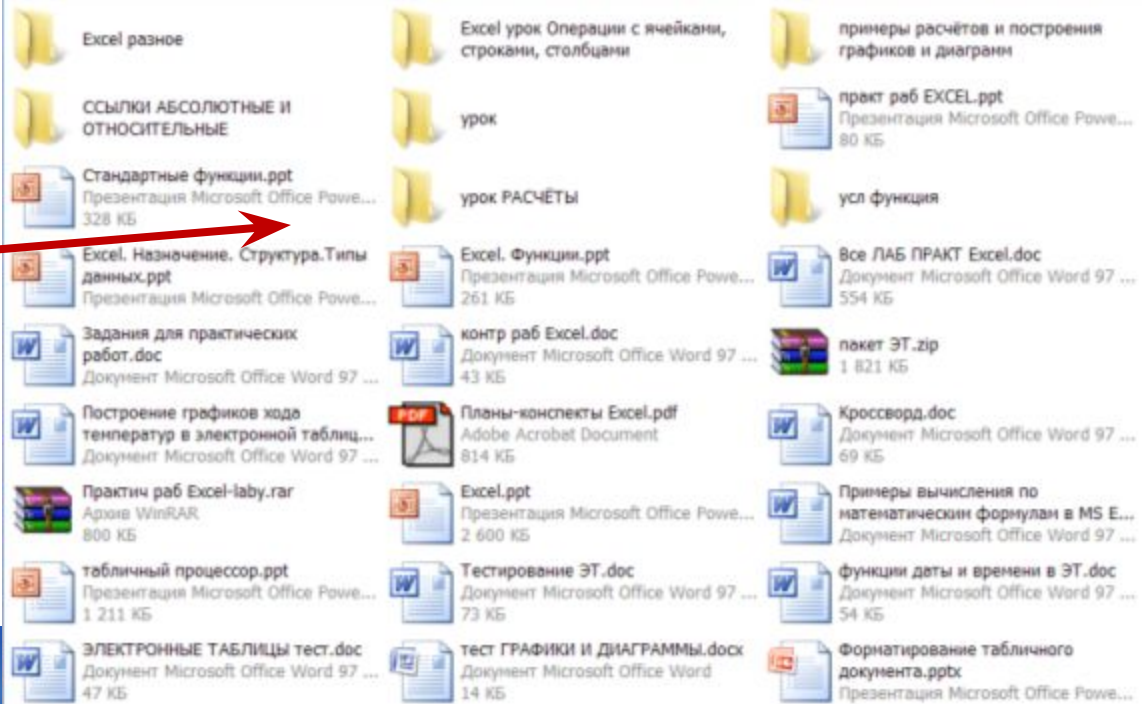 Excel разное
Excel урок Операции с ячейками,
строками, столбцами
примеры расчётов и построения
графиков и диаграмм
ССЫЛКИ АБСОЛЮТНЫЕ И
ОТНОСИТЕЛЬНЫЕ
урок
практ раб EXCEL.ppt
Презентация Microsoft Office Powe...
80 КБ
Стандартные функции.ppt
Презентация Microsoft Office Powe...
328 КБ
урок РАСЧЁТЫ
усл функция
Excel. Назначение. Структура.Типы
данных.ppt
Презентация Microsoft Office Powe...
Excel. Функции.ppt
Презентация Microsoft Office Powe...
261 КБ
Все ЛАБ ПРАКТ Excel.doc
Документ Microsoft Office Word 97 ...
554 КБ
Задания для практических
работ.doc
Документ Microsoft Office Word 97 ...
контр раб Excel.doc
Документ Microsoft Office Word 97 ...
43 КБ
пакет ЭТ.zip
1 821 КБ
Построение графиков хода
температур в электронной таблиц...
Документ Microsoft Office Word 97 ...
PDF
Планы-конспекты Excel.pdf
Adobe Acrobat Document
814 КБ
Кроссворд.doc
Документ Microsoft Office Word 97 ...
69 КБ
Практич раб Excel-laby.rar
Архив WinRAR
800 КБ
Excel.ppt
Презентация Microsoft Office Powe...
2 600 КБ
Примеры вычисления по
математическим формулам в MS E...
Документ Microsoft Office Word 97 ...
табличный процессор.ppt
Презентация Microsoft Office Powe...
1 211 КБ
Тестирование ЭТ.doc
Документ Microsoft Office Word 97 ...
73 КБ
функции даты и времени в ЭТ.doc
Документ Microsoft Office Word 97 ...
54 КБ
ЭЛЕКТРОННЫЕ ТАБЛИЦЫ тест.doc
Документ Microsoft Office Word 97 ...
47 КБ
тест ГРАФИКИ И ДИАГРАММЫ.docx
Документ Microsoft Office Word
14 КБ
Форматирование табличного
документа.pptx
Презентация Microsoft Office Powe...